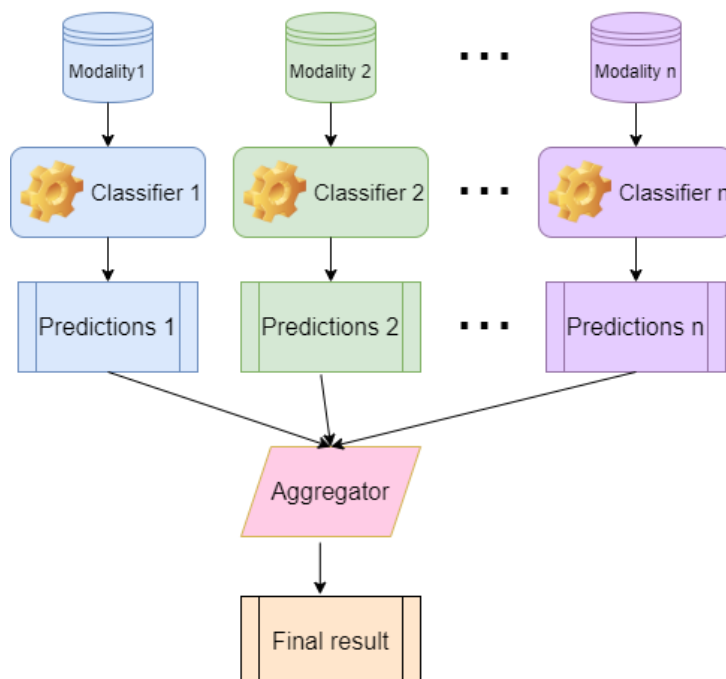 Modality1
Modality 2
...
Modality n
Classifier 1
Classifier 2
...
Classifier n
Predictions 1
Predictions 2
...
Predictions n
Aggregator
Final result